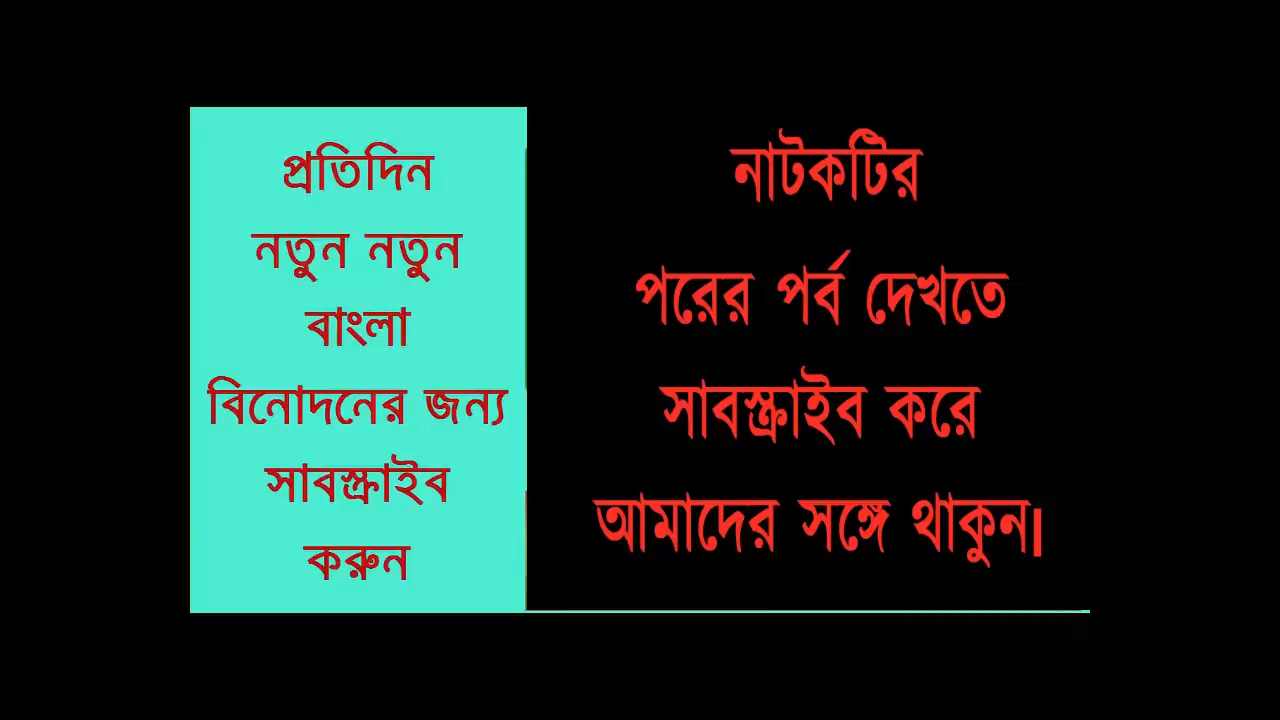 প্রতিদিন
নতুন নতুন
বাংলা
বিনোদনের জন্য
সাবস্ক্রাইব
করুন
নাটকটির
পরের পর্ব দেখতে
সাবস্ক্রাইব করে
আমাদের সঙ্গে থাকুন।